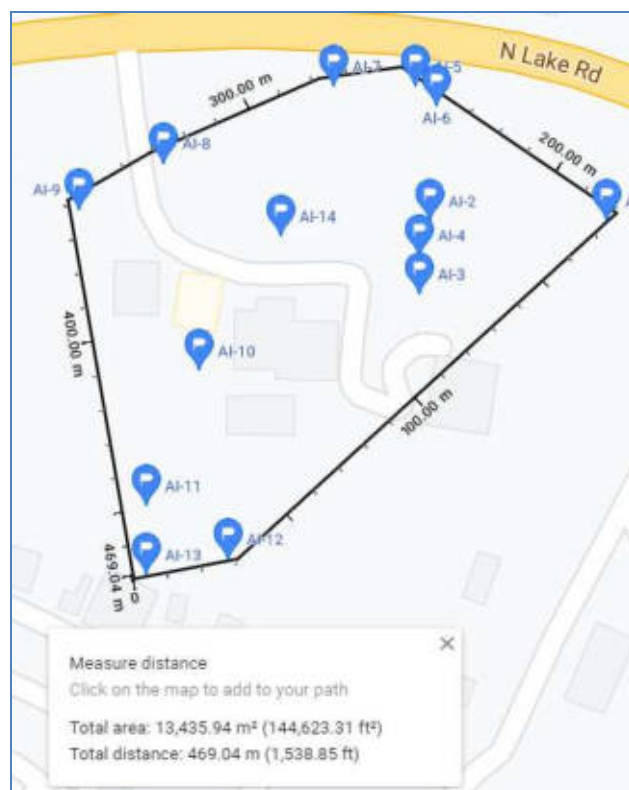 N Lake Rd
AI-7
AI-5
300.00 m
AI-6
AI-8
200.00 m
AI-9
AI-2
AI-14
AI-4
AI-3
400.00 m
AI-10
100.00 m
AI-11
AI-12
AI-13
469.04 m
0
Measure distance
Click on the map to add to your path
Total area: 13,435.94 m² (144,623.31 ft²)
Total distance: 469.04 m (1,538.85 ft)